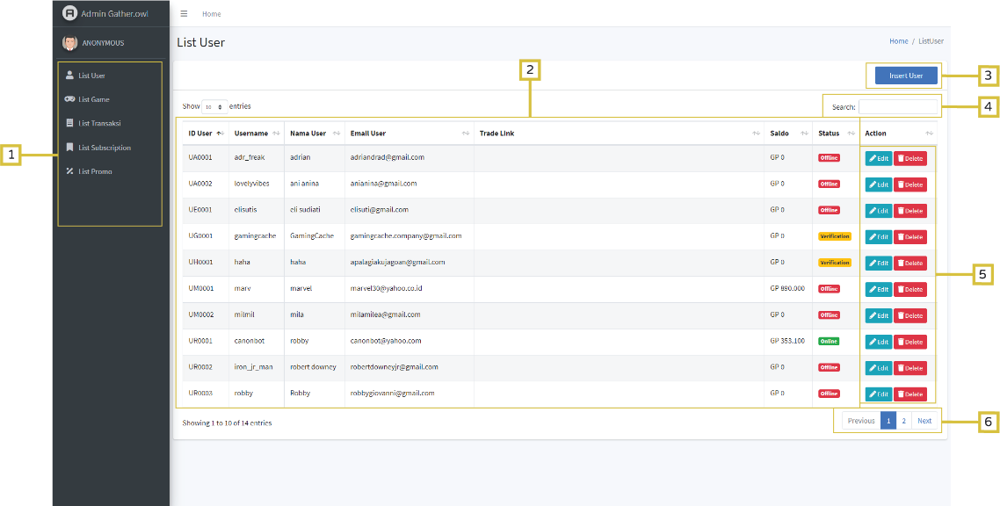 Admin Gather.owl
Home
ANONYMOUS
List User
Home / ListUser
1
List User
List Game
List Transaksi
List Subscription
List Promo
2
Insert User
3
Show 10 entries
Search:
4
ID User Username Nama User Email User Trade Link Saldo Status Action
UA0001 adr_freak adrian adriandrad@gmail.com GP 0 Offline Edit Delete
UA0002 lovelyvibes ani anina anianina@gmail.com GP 0 Offline Edit Delete
UE0001 elisutis eli sudiati elisuti@gmail.com GP 0 Offline Edit Delete
UG0001 gamingcache GamingCache gamingcache.company@gmail.com GP 0 Verification Edit Delete
UH0001 haha haha apalagiakujagoan@gmail.com GP 0 Verification Edit Delete
5
UM0001 marv marvel marvel30@yahoo.co.id GP 890.000 Offline Edit Delete
UM0002 milmil mila milamilea@gmail.com GP 0 Offline Edit Delete
UR0001 canonbot robby canonbot@yahoo.com GP 353.100 Online Edit Delete
UR0002 iron_jr_man robert downey robertdowneyjr@gmail.com GP 0 Offline Edit Delete
UR0003 robby Robby robbygiovanni@gmail.com GP 0 Offline Edit Delete
Showing 1 to 10 of 14 entries
Previous 1 2 Next
6